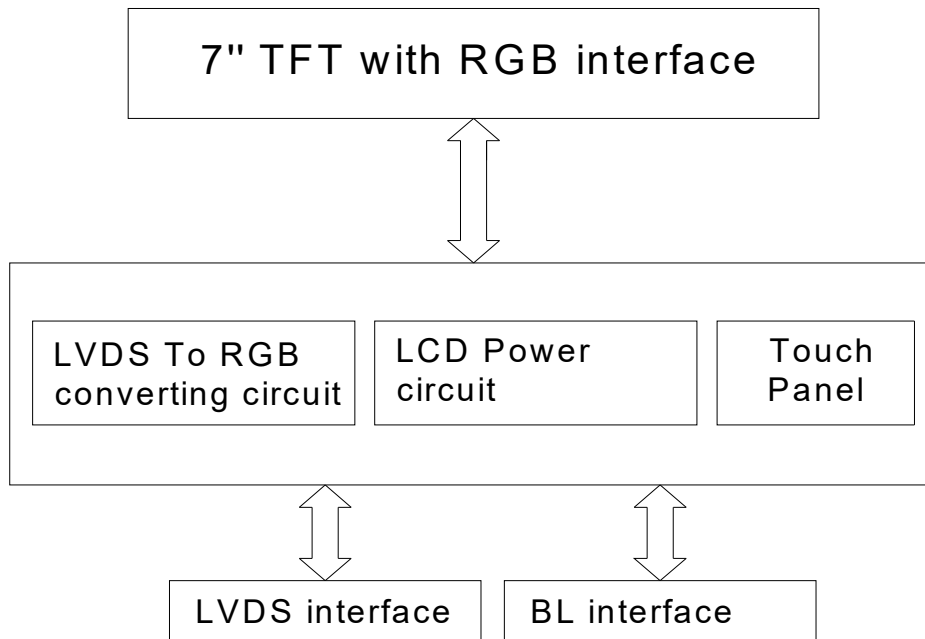 7'' TFT with RGB interface
LVDS To RGB
converting circuit
LCD Power
circuit
Touch
Panel
LVDS interface
BL interface